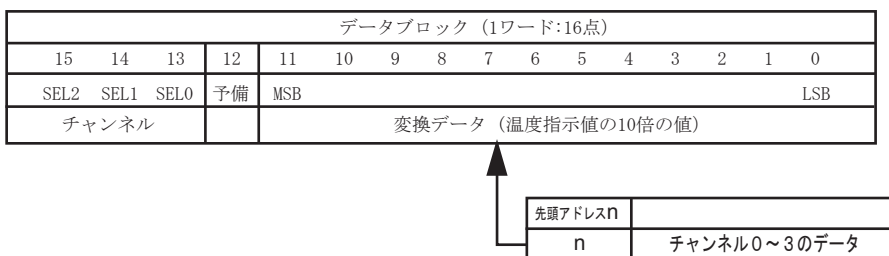 データブロック（1ワード：16点）
15 14 13 12 11 10 9 8 7 6 5 4 3 2 1 0
SEL2 SEL1 SEL0 予備 MSB LSB
チャンネル 変換データ（温度指示値の10倍の値）
先頭アドレスn
n チャンネル0～3のデータ